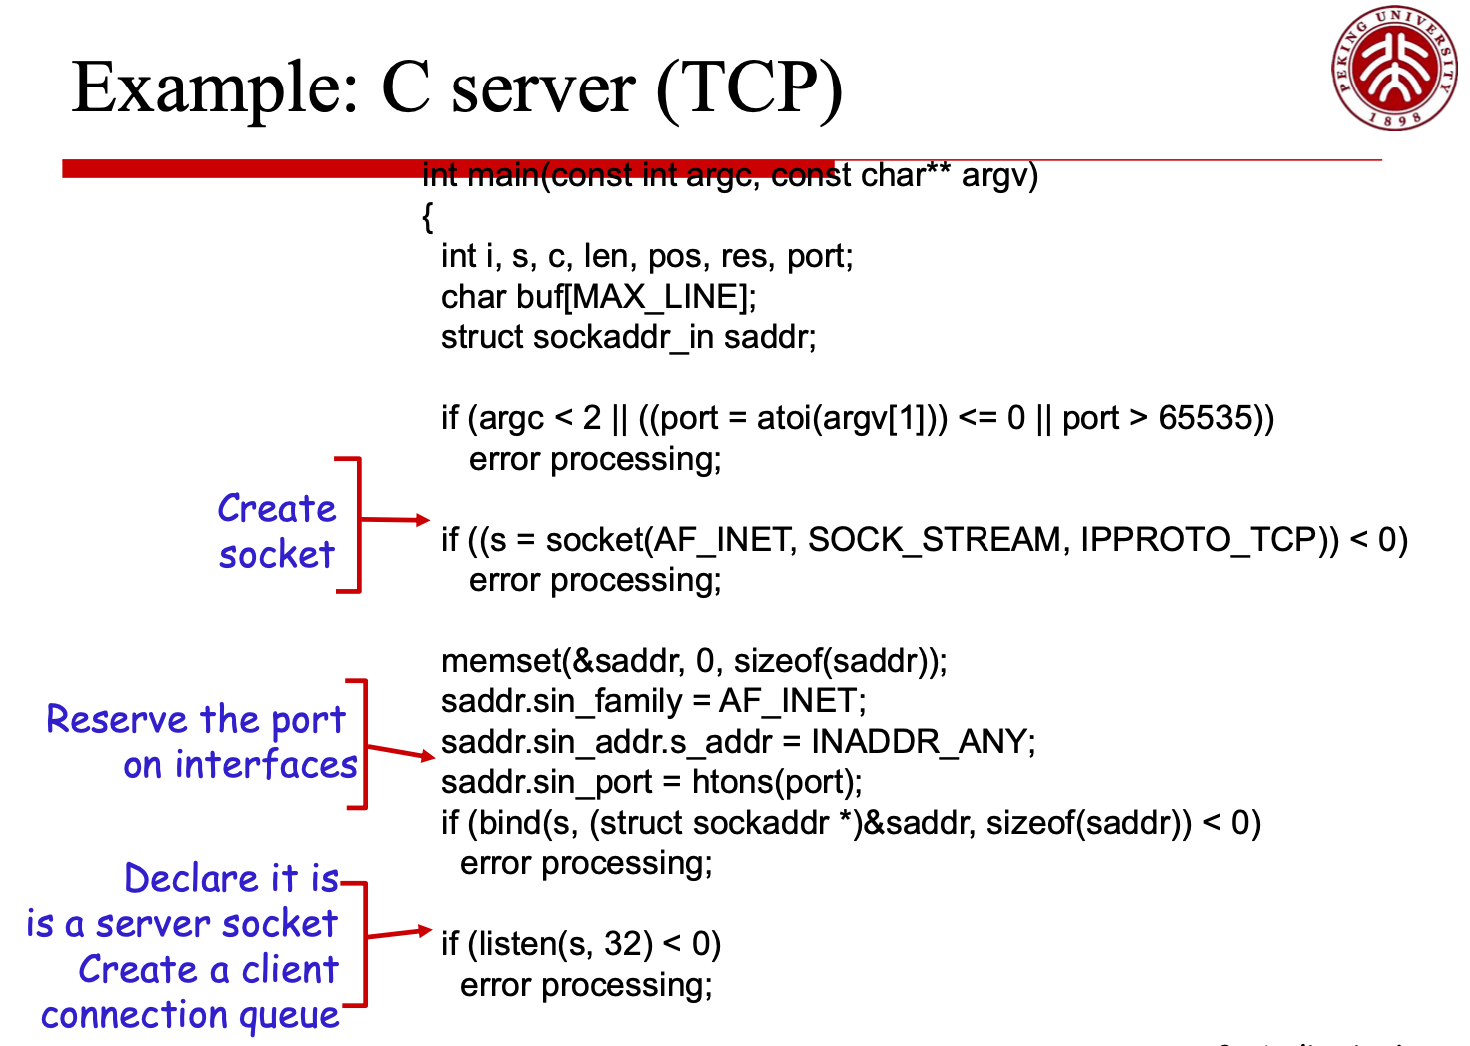 Example: C server (TCP)
PEKING UNIVERSITY
1898
int main(const int argc, const char** argv)
{
int i, s, c, len, pos, res, port;
char buf[MAX_LINE];
struct sockaddr_in saddr;
if (argc < 2 || ((port = atoi(argv[1])) <= 0 || port > 65535))
error processing;
Create
socket
if ((s = socket(AF_INET, SOCK_STREAM, IPPROTO_TCP)) < 0)
error processing;
memset(&saddr, 0, sizeof(saddr));
saddr.sin_family = AF_INET;
Reserve the port
on interfaces
saddr.sin_addr.s_addr = INADDR_ANY;
saddr.sin_port = htons(port);
if (bind(s, (struct sockaddr *)&saddr, sizeof(saddr)) < 0)
error processing;
Declare it is
is a server socket
Create a client
connection queue
if (listen(s, 32) < 0)
error processing;